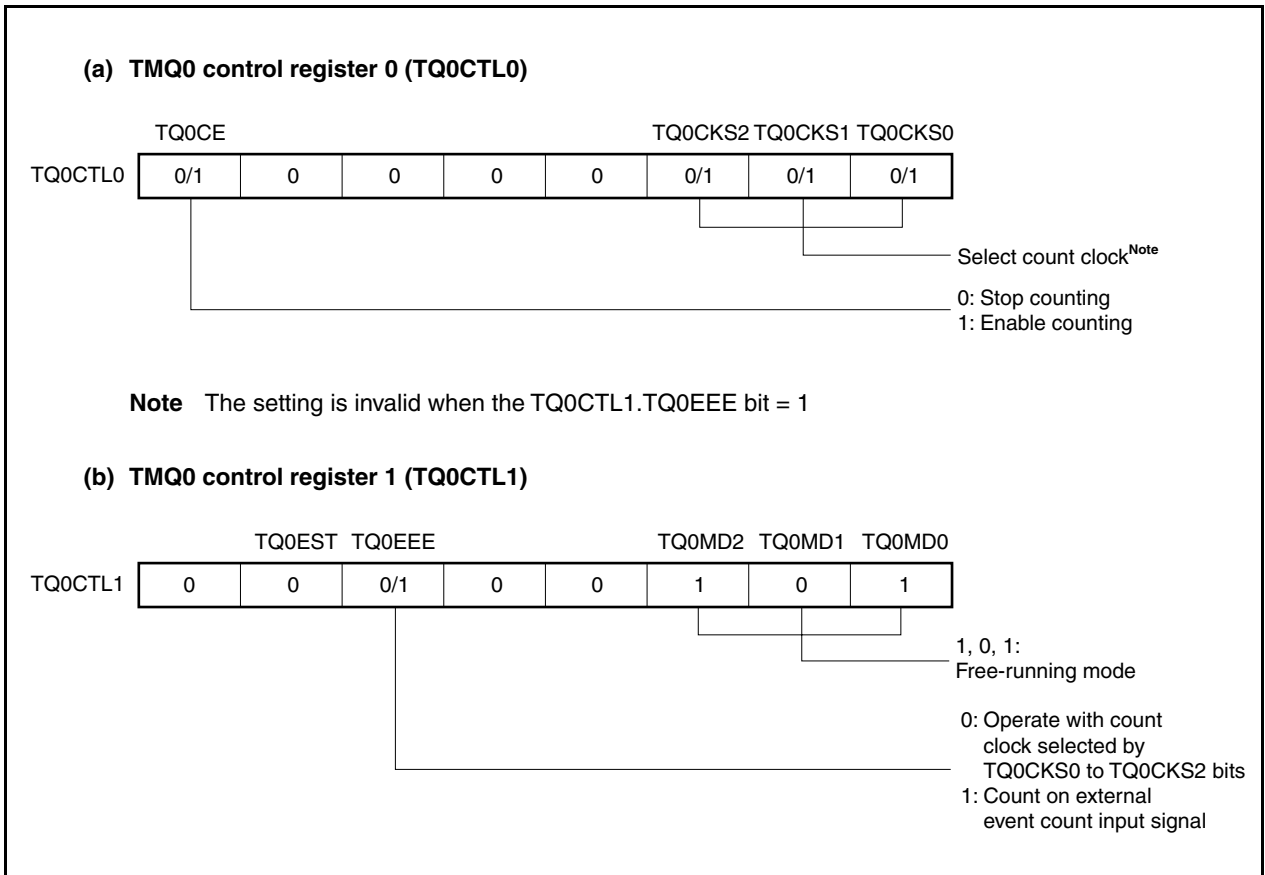 (a) TMQ0 control register 0 (TQ0CTL0)
TQ0CE TQ0CKS2 TQ0CKS1 TQ0CKS0
TQ0CTL0 0/1 0 0 0 0 0/1 0/1 0/1
Select count clockNote
0: Stop counting
1: Enable counting
Note The setting is invalid when the TQ0CTL1.TQ0EEE bit = 1
(b) TMQ0 control register 1 (TQ0CTL1)
TQ0EST TQ0EEE TQ0MD2 TQ0MD1 TQ0MD0
TQ0CTL1 0 0 0/1 0 0 1 0 1
1, 0, 1:
Free-running mode
0: Operate with count
clock selected by
TQ0CKS0 to TQ0CKS2 bits
1: Count on external
event count input signal